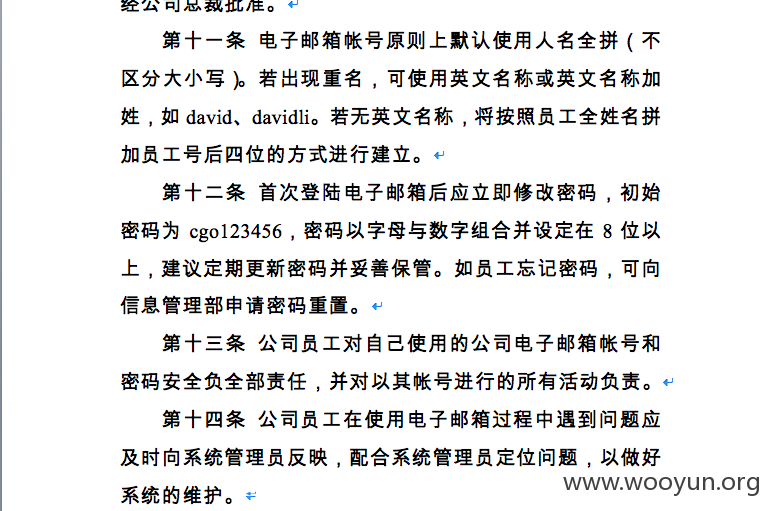 经公司总裁批准。
第十一条 电子邮箱帐号原则上默认使用人名全拼（不
区分大小写）。若出现重名，可使用英文名称或英文名称加
姓，如 david、davidli。若无英文名称，将按照员工全姓名拼
加员工号后四位的方式进行建立。
第十二条 首次登陆电子邮箱后应立即修改密码，初始
密码为 cgo123456，密码以字母与数字组合并设定在 8 位以
上，建议定期更新密码并妥善保管。如员工忘记密码，可向
信息管理部申请密码重置。
第十三条 公司员工对自己使用的公司电子邮箱帐号和
密码安全负全部责任，并对以其帐号进行的所有活动负责。
第十四条 公司员工在使用电子邮箱过程中遇到问题应
及时向系统管理员反映，配合系统管理员定位问题，以做好
系统的维护。
www.wooyun.org